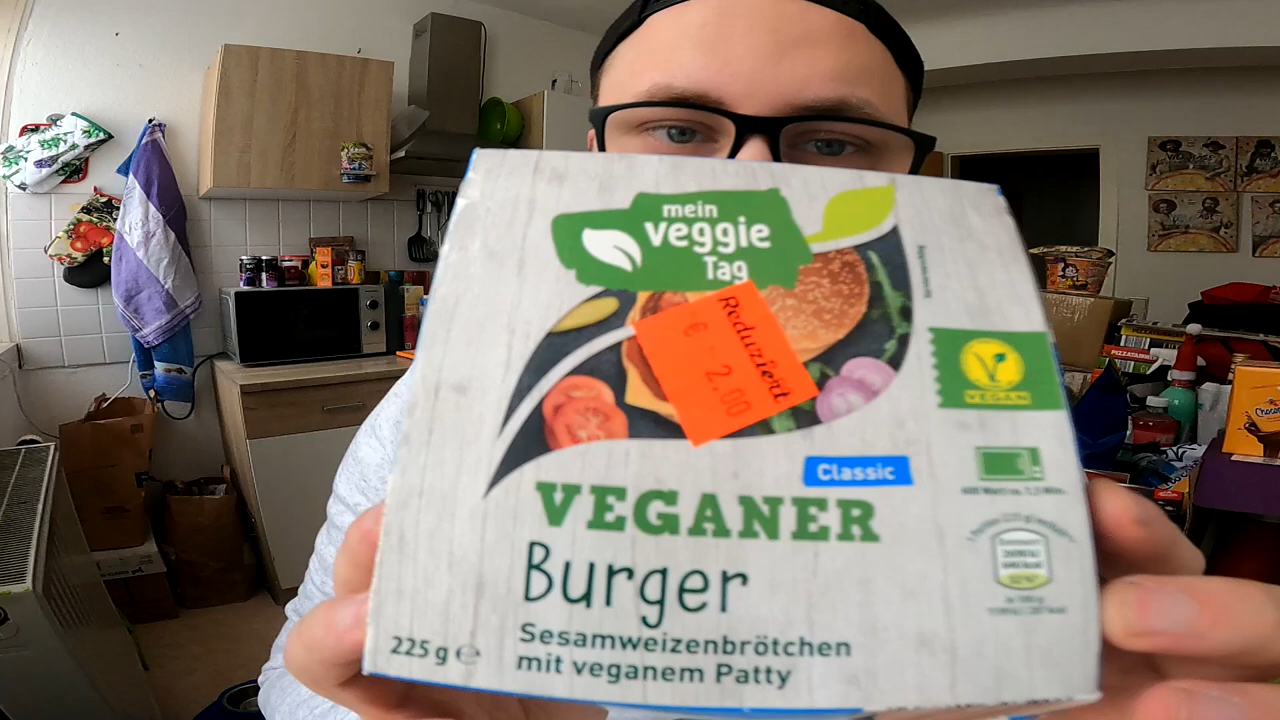 mein
veggie
Tag
Reduziert
€ 2.00
VEGAN
Classic
VEGANER
Burger
Sesamweizenbrötchen
mit veganem Patty
225 g e